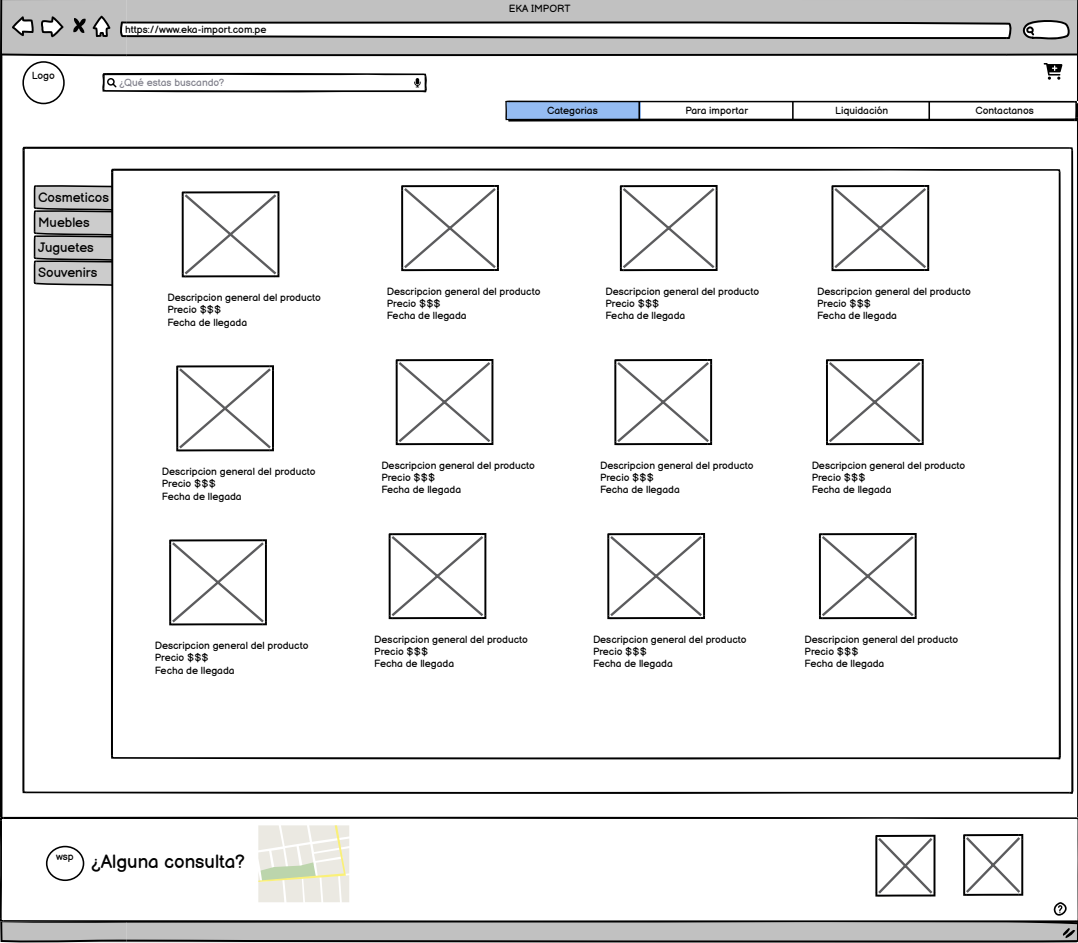 EKA IMPORT
https://www.eka-import.com.pe
Logo
¿Qué estas buscando?
Categorias Para importar Liquidación Contactanos
Cosmeticos
Muebles
Juguetes
Souvenirs
Descripcion general del producto
Precio $$$
Fecha de llegada
Descripcion general del producto
Precio $$$
Fecha de llegada
Descripcion general del producto
Precio $$$
Fecha de llegada
Descripcion general del producto
Precio $$$
Fecha de llegada
Descripcion general del producto
Precio $$$
Fecha de llegada
Descripcion general del producto
Precio $$$
Fecha de llegada
Descripcion general del producto
Precio $$$
Fecha de llegada
Descripcion general del producto
Precio $$$
Fecha de llegada
Descripcion general del producto
Precio $$$
Fecha de llegada
Descripcion general del producto
Precio $$$
Fecha de llegada
Descripcion general del producto
Precio $$$
Fecha de llegada
Descripcion general del producto
Precio $$$
Fecha de llegada
wsp
¿Alguna consulta?